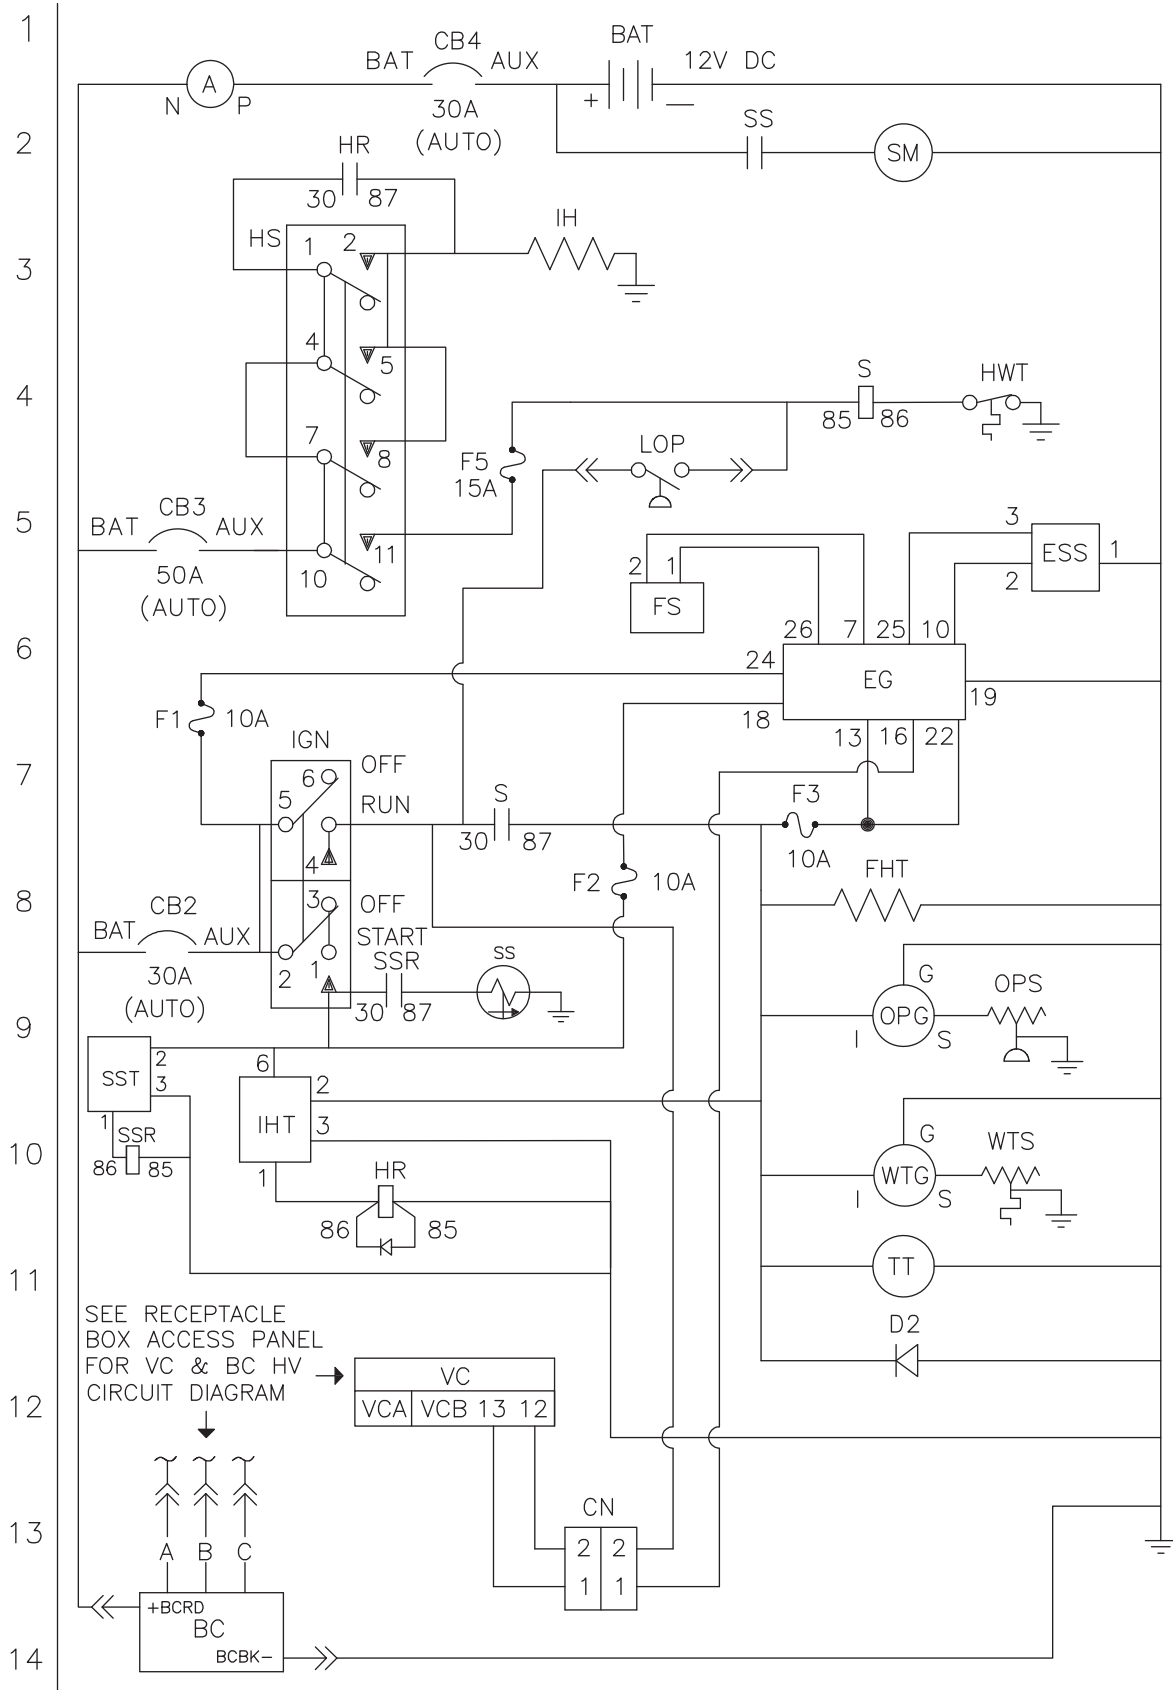 1
BAT
CB4
BAT AUX 12V DC
A
N P
+ —
30A
(AUTO)
2
SS
SM
HR
30 87
IH
HS
1 2
3
4 5
S
HWT
4
85 86
7 8
LOP
F5
15A
CB3
BAT AUX
5
50A
(AUTO)
10 11
3
ESS 1
2
2 1
FS
26 7 25 10
6
24
EG
18 19
13 16 22
F1 10A
IGN
7
6 OFF
5 RUN
4
S
30 87
F3
10A
FHT
F2 10A
8
CB2
BAT AUX
30A
(AUTO)
3 OFF
START
2 1
SSR
30 87
SS
G
OPS
OPG
I S
9
SST
2
3
1
SSR
86 85
6
IHT
2
3
1
10
HR
86 85
G
WTS
WTG
I S
11
TT
D2
SEE RECEPTACLE
BOX ACCESS PANEL
FOR VC & BC HV
CIRCUIT DIAGRAM
VC
12
VCA VCB 13 12
CN
13
2 2
1 1
A B C
+BCRD
BC
BCBK-
14